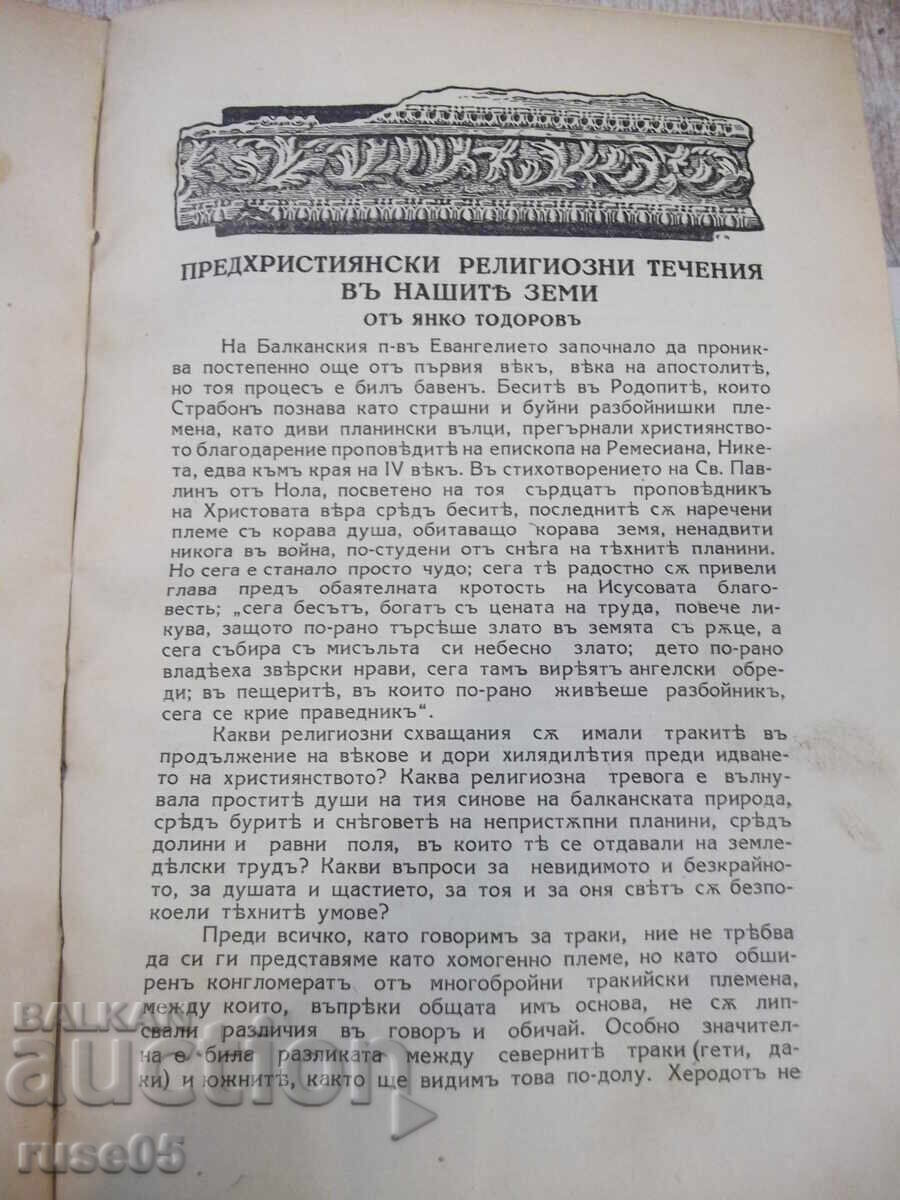 ПРЕДХРИСТИЯНСКИ РЕЛИГИОЗНИ ТЕЧЕНИЯ
ВЪ НАШИТѢ ЗЕМИ
ОТЪ ЯНКО ТОДОРОВЪ
На Балканския п-въ Евангелието започнало да прониква
ва постепенно още отъ първия вѣкъ, вѣка на апостолитѣ,
но тоя процесъ е билъ бавенъ. Беситѣ въ Родопитѣ, които
Страбонъ познава като страшни и буйни разбойнишки пле-
мена, като диви планински вълци, прегърнали християнство-
то благодарение проповѣдитѣ на епископа на Ремесиана, Нике-
та, едва къмъ края на IV вѣкъ. Въ стихотворението на Св. Пав-
линъ отъ Нола, посветено на тоя сърдцатъ проповѣдникъ
на Христовата вѣра срѣдъ беситѣ, последнитѣ сѫ наречени
племе съ корава душа, обитаващо корава земя, ненадвити
никога въ война, по-студени отъ снѣга на тѣхнитѣ планини.
Но сега е станало просто чудо; сега тѣ радостно сѫ привели
глава предъ обаятелната кротость на Исусовата благо-
весть; „сега бесътъ, богатъ съ цената на труда, повече ли-
кува, защото по-рано търсѣше злато въ земята съ рѫце, а
сега събира съ мисъльта си небесно злато; дето по-рано
владѣеха звѣрски нрави, сега тамъ вирѣятъ ангелски обре-
ди; въ пещеритѣ, въ които по-рано живѣеше разбойникъ,
сега се крие праведникъ“.
Какви религиозни схващания сѫ имали тракитѣ въ
продължение на вѣкове и дори хилядилѣтия преди идване-
то на християнството? Каква религиозна тревога е вълну-
вала проститѣ души на тия синове на балканската природа,
срѣдъ буритѣ и снѣговетѣ на непристѫпни планини, срѣдъ
долини и равни поля, въ които тѣ се отдавали на земле-
дѣлски трудъ? Какви въпроси за невидимото и безкрайно-
то, за душата и щастието, за тоя и за оня свѣтъ сѫ безпо-
коели тѣхнитѣ умове?
Преди всичко, като говоримъ за траки, ние не трѣбва
да си ги представяме като хомогенно племе, но като обши-
ренъ конгломератъ отъ многобройни тракийски племена,
между които, въпрѣки общата имъ основа, не сѫ лип-
свали различия въ говоръ и обичай. Особно значител-
на е била разликата между севернитѣ траки (гети, да-
ки) и южнитѣ, както ще видимъ това по-долу. Херодотъ не
BALKAN
auction
ruse05